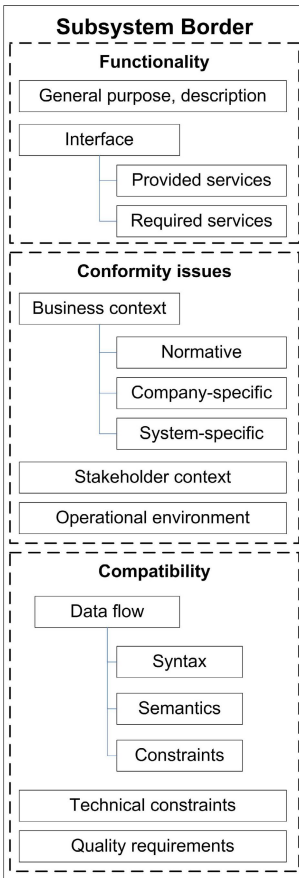 Subsystem Border
Functionality
General purpose, description
Interface
Provided services
Required services
Conformity issues
Business context
Normative
Company-specific
System-specific
Stakeholder context
Operational environment
Compatibility
Data flow
Syntax
Semantics
Constraints
Technical constraints
Quality requirements